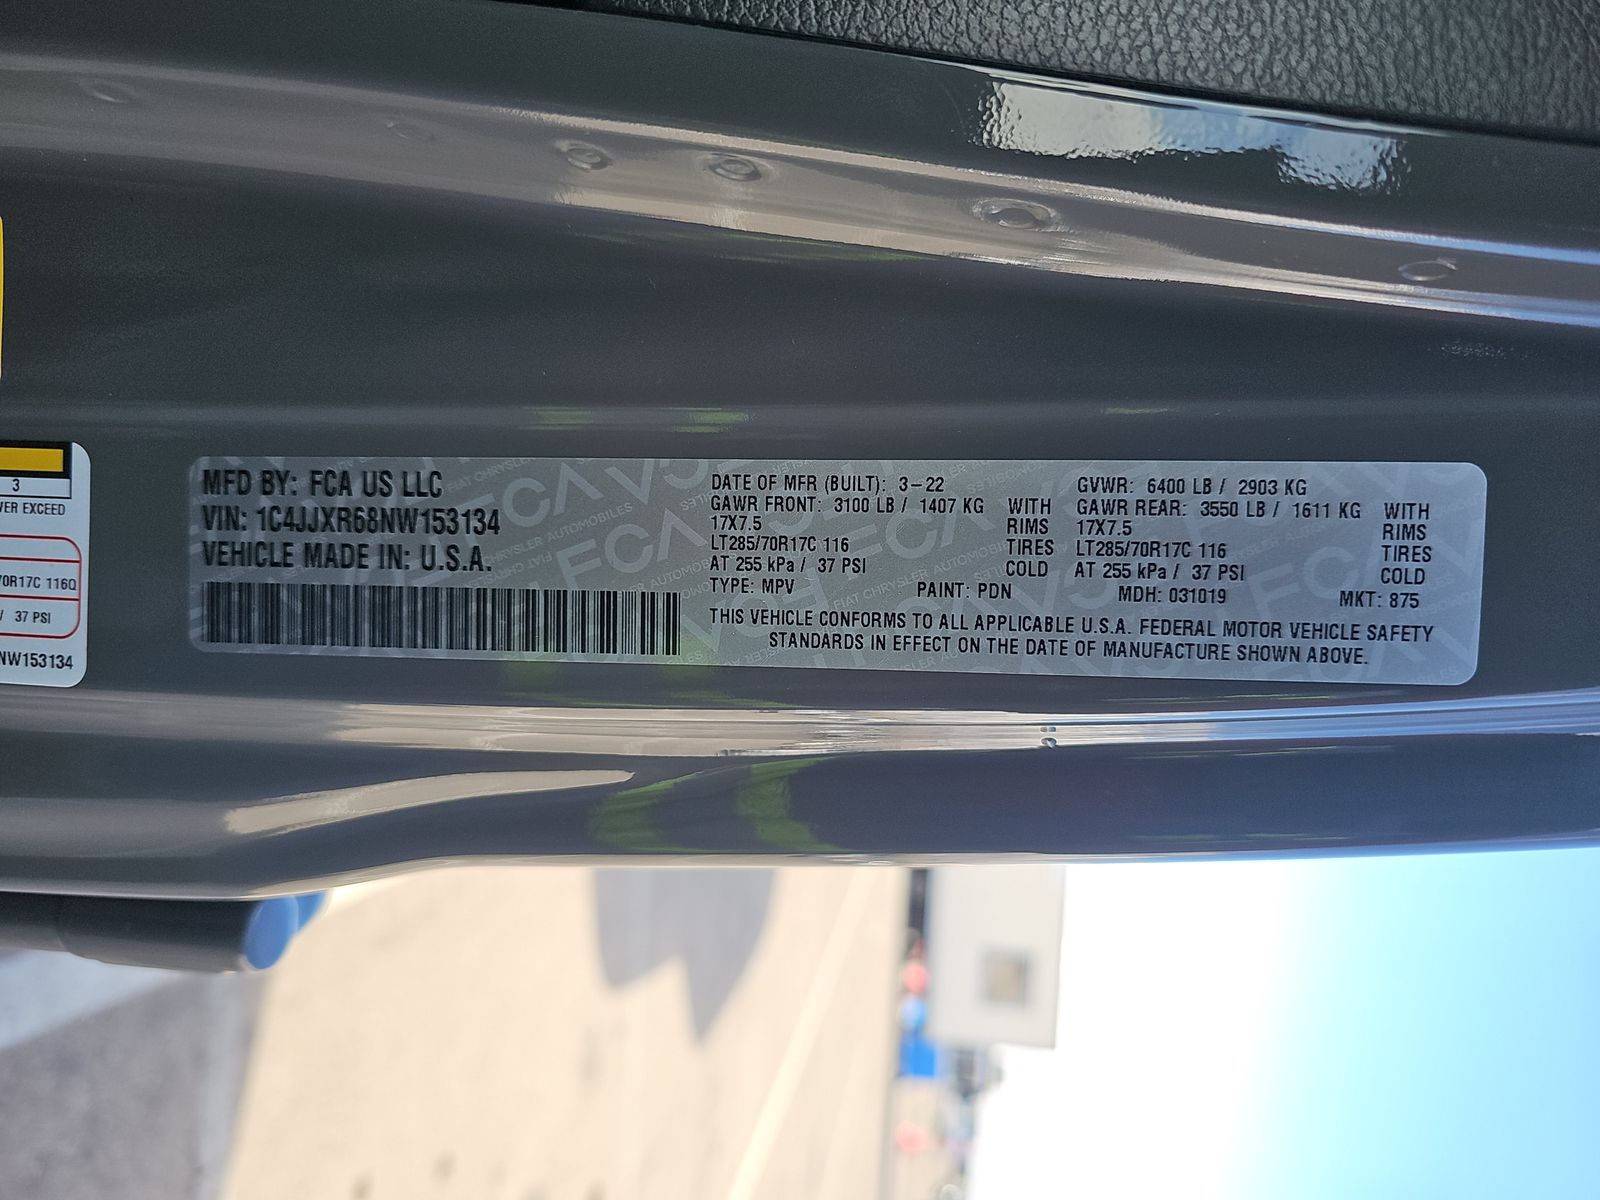 MFD BY: FCA US LLC
VIN: 1C4JJXR68NW153134
VEHICLE MADE IN: U.S.A.
DATE OF MFR (BUILT): 3-22
GAWR FRONT: 3100 LB / 1407 KG WITH
17X7.5 RIMS
LT285/70R17C 116 TIRES
AT 255 kPa / 37 PSI COLD
TYPE: MPV PAINT: PDN
GVWR: 6400 LB / 2903 KG
GAWR REAR: 3550 LB / 1611 KG WITH
17X7.5 RIMS
LT285/70R17C 116 TIRES
AT 255 kPa / 37 PSI COLD
MDH: 031019 MKT: 875
THIS VEHICLE CONFORMS TO ALL APPLICABLE U.S.A. FEDERAL MOTOR VEHICLE SAFETY
STANDARDS IN EFFECT ON THE DATE OF MANUFACTURE SHOWN ABOVE.
3
VER EXCEED
70R17C 116Q
/ 37 PSI
NW153134